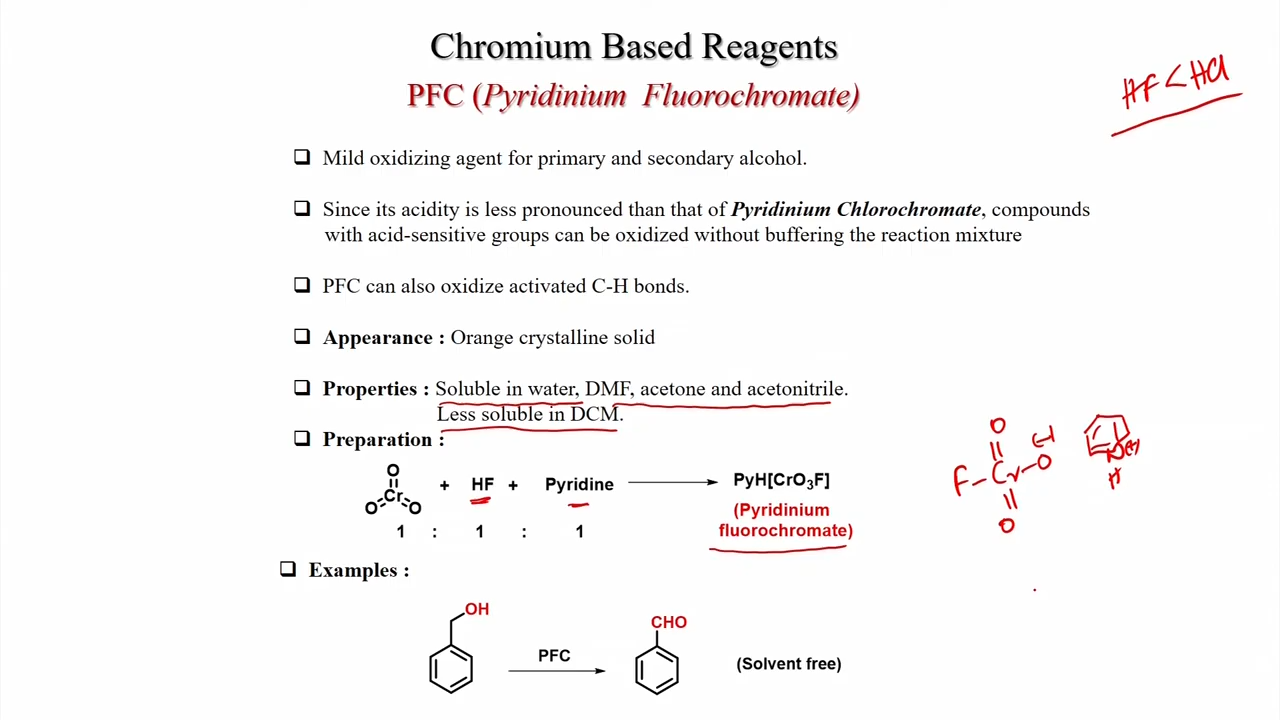 Chromium Based Reagents
PFC (Pyridinium Fluorochromate)
HF < HCl
❑ Mild oxidizing agent for primary and secondary alcohol.
❑ Since its acidity is less pronounced than that of Pyridinium Chlorochromate, compounds
with acid-sensitive groups can be oxidized without buffering the reaction mixture
❑ PFC can also oxidize activated C-H bonds.
❑ Appearance : Orange crystalline solid
❑ Properties : Soluble in water, DMF, acetone and acetonitrile.
Less soluble in DCM.
❑ Preparation :
O
O=Cr=O + HF + Pyridine PyH[CrO₃F]
(Pyridinium
fluorochromate)
1 : 1 : 1
O
F-Cr-O (-) N (+)
O H
❑ Examples :
OH
CHO
PFC (Solvent free)